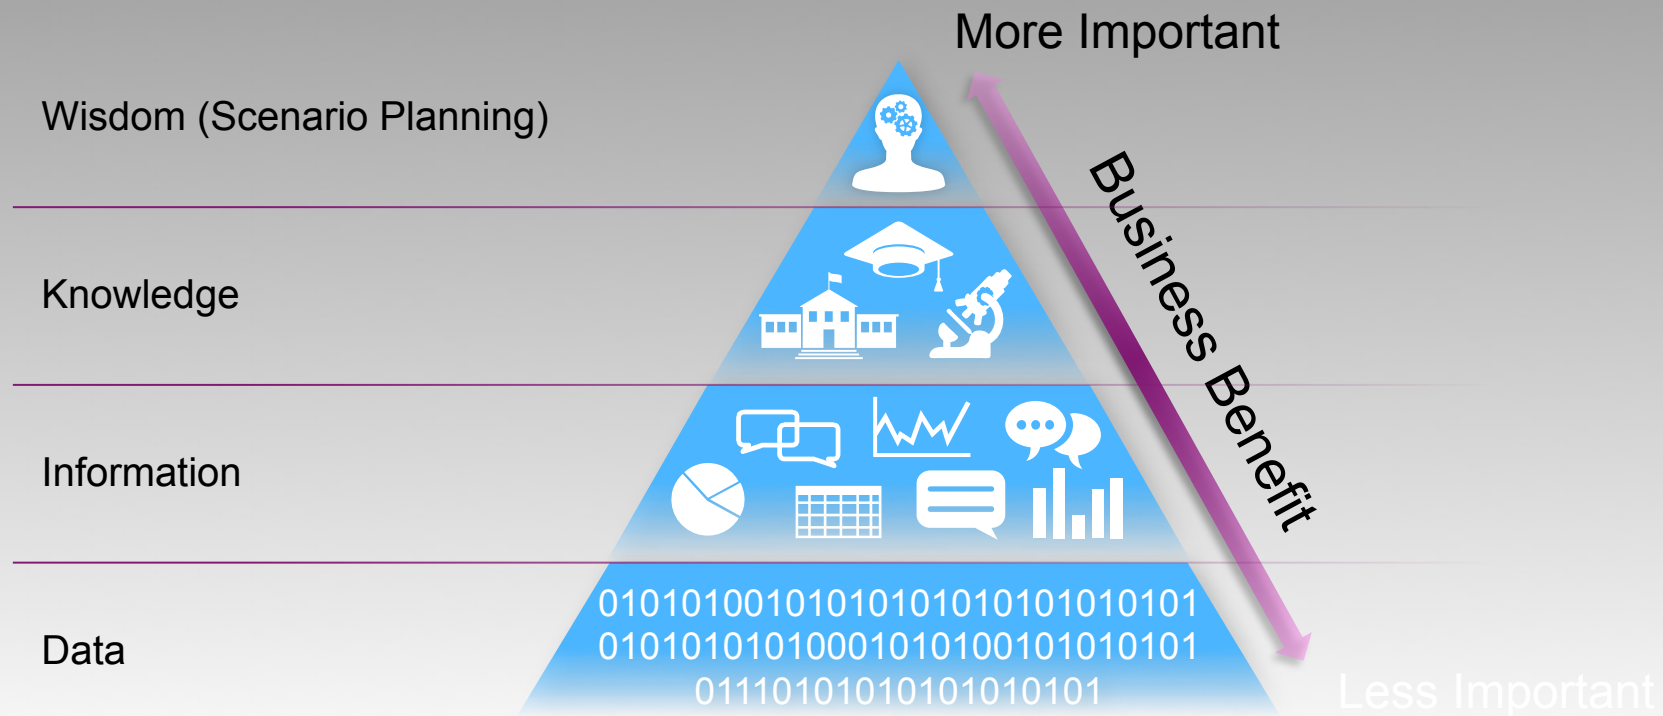 More Important
Wisdom (Scenario Planning)
Knowledge
Business Benefit
Information
Data
0101010010101010101010101010101
0101010101000101010010101010101
01110101010101010101
Less Important